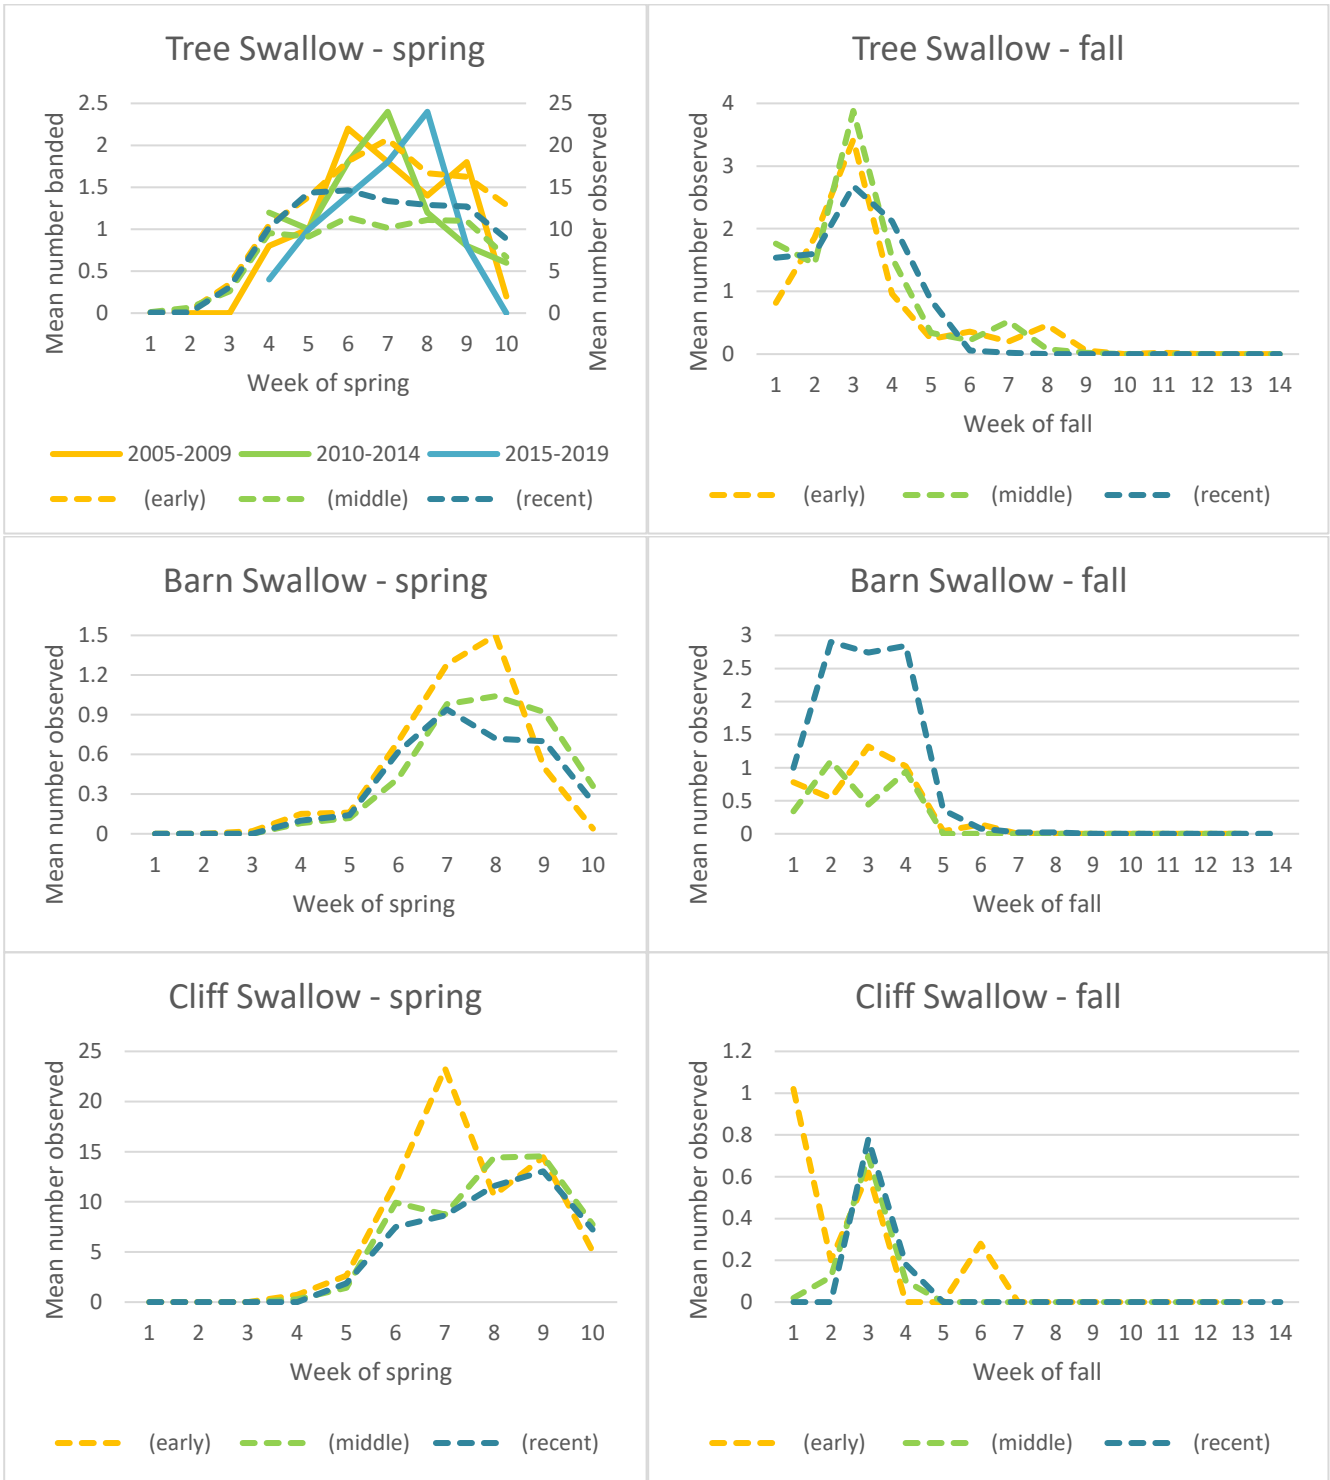 Tree Swallow - spring
Mean number banded
2.5
2
1.5
1
0.5
0
25
20
15
10
5
0
Mean number observed
1 2 3 4 5 6 7 8 9 10
Week of spring
2005-2009 2010-2014 2015-2019
(early) (middle) (recent)
Tree Swallow - fall
Mean number observed
4
3
2
1
0
1 2 3 4 5 6 7 8 9 10 11 12 13 14
Week of fall
(early) (middle) (recent)
Barn Swallow - spring
Mean number observed
1.5
1.2
0.9
0.6
0.3
0
1 2 3 4 5 6 7 8 9 10
Week of spring
Barn Swallow - fall
Mean number observed
3
2.5
2
1.5
1
0.5
0
1 2 3 4 5 6 7 8 9 10 11 12 13 14
Week of fall
Cliff Swallow - spring
Mean number observed
25
20
15
10
5
0
1 2 3 4 5 6 7 8 9 10
Week of spring
(early) (middle) (recent)
Cliff Swallow - fall
Mean number observed
1.2
1
0.8
0.6
0.4
0.2
0
1 2 3 4 5 6 7 8 9 10 11 12 13 14
Week of fall
(early) (middle) (recent)